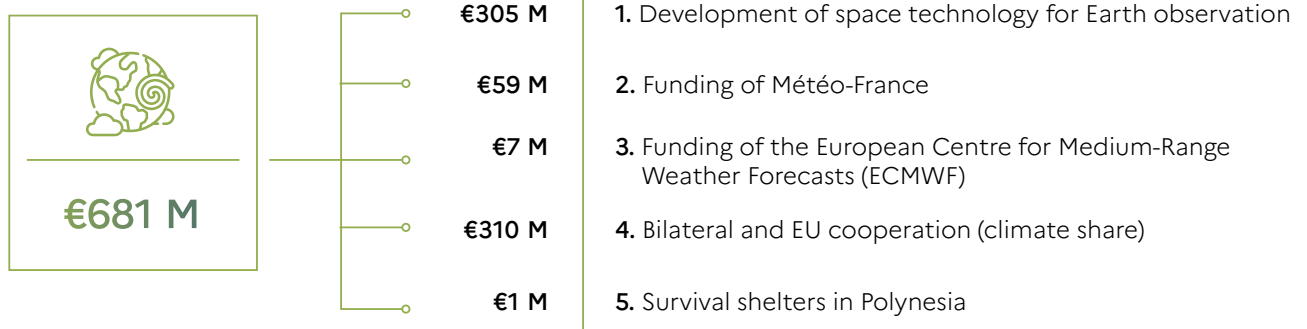 €305 M 1. Development of space technology for Earth observation
€59 M 2. Funding of Météo-France
€7 M 3. Funding of the European Centre for Medium-Range
Weather Forecasts (ECMWF)
€681 M
€310 M 4. Bilateral and EU cooperation (climate share)
€1 M 5. Survival shelters in Polynesia